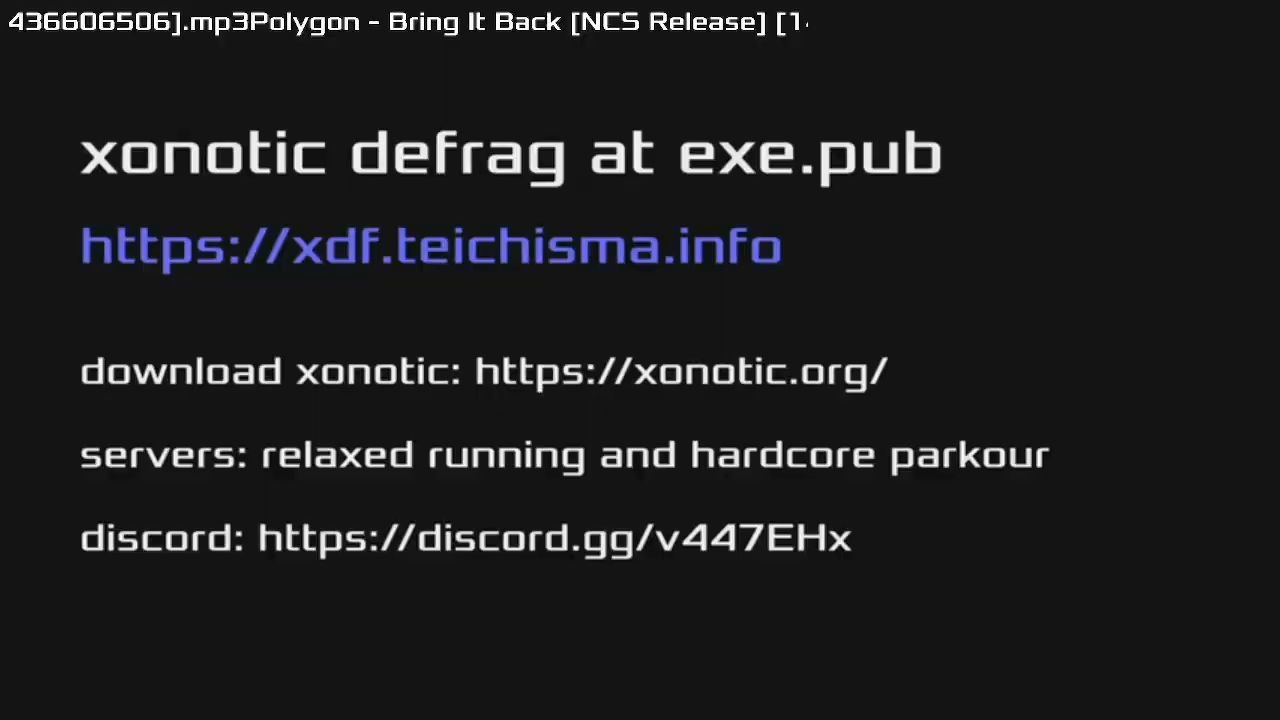 436606506].mp3Polygon - Bring It Back [NCS Release] [1
xonotic defrag at exe.pub
https://xdf.teichisma.info
download xonotic: https://xonotic.org/
servers: relaxed running and hardcore parkour
discord: https://discord.gg/v447EHx